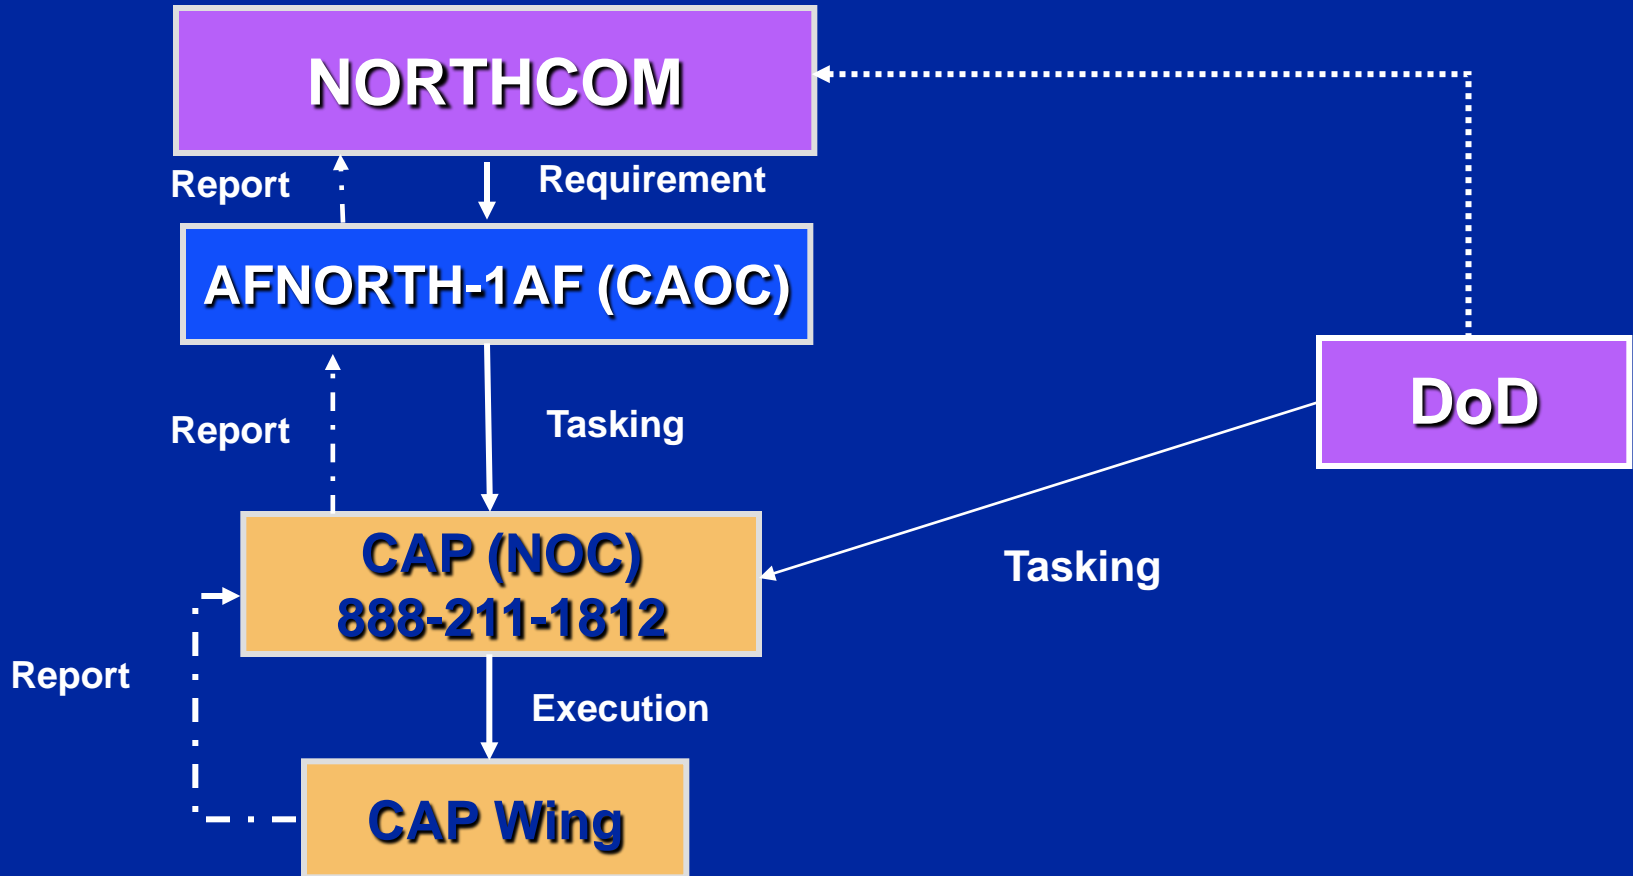 NORTHCOM
Report
Requirement
AFNORTH-1AF (CAOC)
DoD
Report
Tasking
CAP (NOC)
888-211-1812
Tasking
Report
Execution
CAP Wing